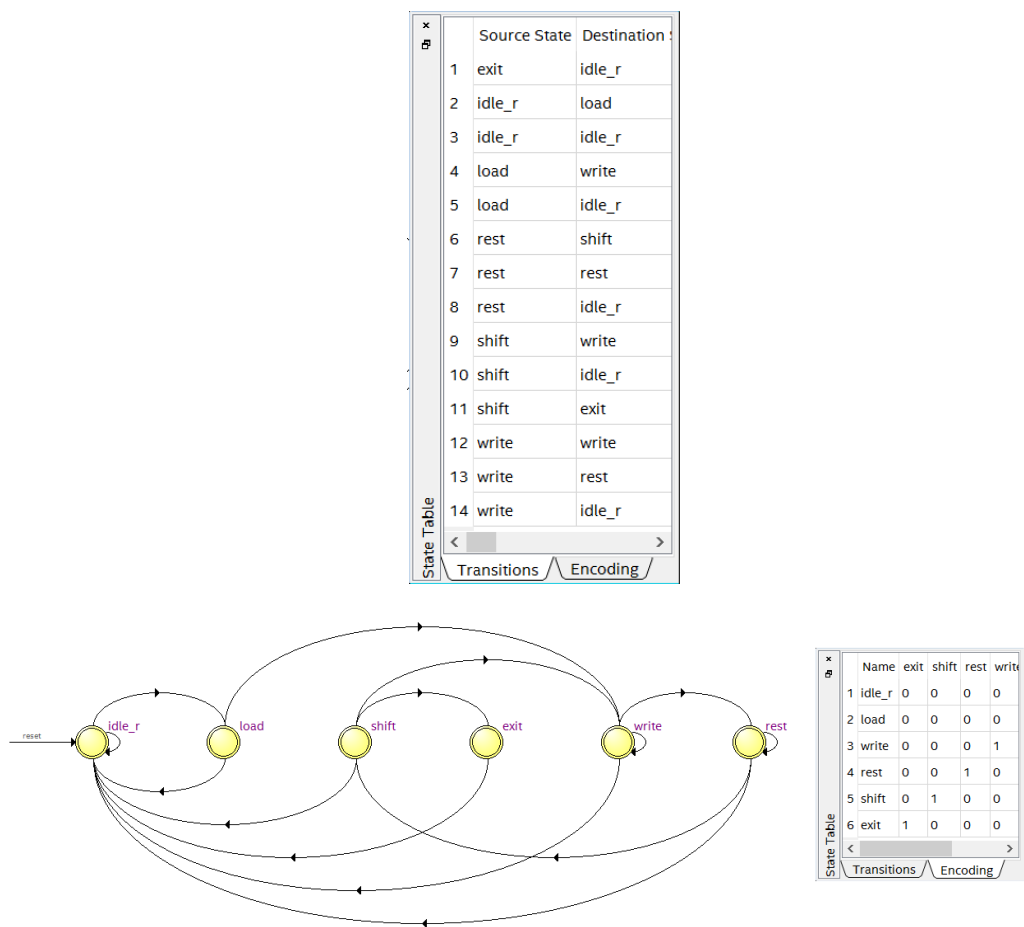 Source State Destination
1 exit idle_r
2 idle_r load
3 idle_r idle_r
4 load write
5 load idle_r
6 rest shift
7 rest rest
8 rest idle_r
9 shift write
10 shift idle_r
11 shift exit
12 write write
13 write rest
14 write idle_r
State Table
Transitions Encoding
reset
idle_r load shift exit write rest
Name exit shift rest write
1 idle_r 0 0 0 0
2 load 0 0 0 0
3 write 0 0 0 1
4 rest 0 0 1 0
5 shift 0 1 0 0
6 exit 1 0 0 0
State Table
Transitions Encoding